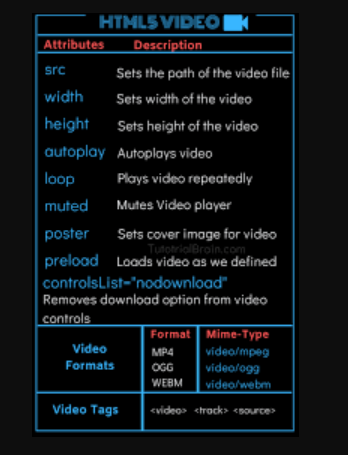 HTML5 VIDEO
Attributes Description
src Sets the path of the video file
width Sets width of the video
height Sets height of the video
autoplay Autoplays video
loop Plays video repeatedly
muted Mutes Video player
poster Sets cover image for video
TutorialBrain.com
preload Loads video as we defined
controlsList="nodownload"
Removes download option from video
controls
Video Formats
Format Mime-Type
MP4 video/mpeg
OGG video/ogg
WEBM video/webm
Video Tags <video> <track> <source>